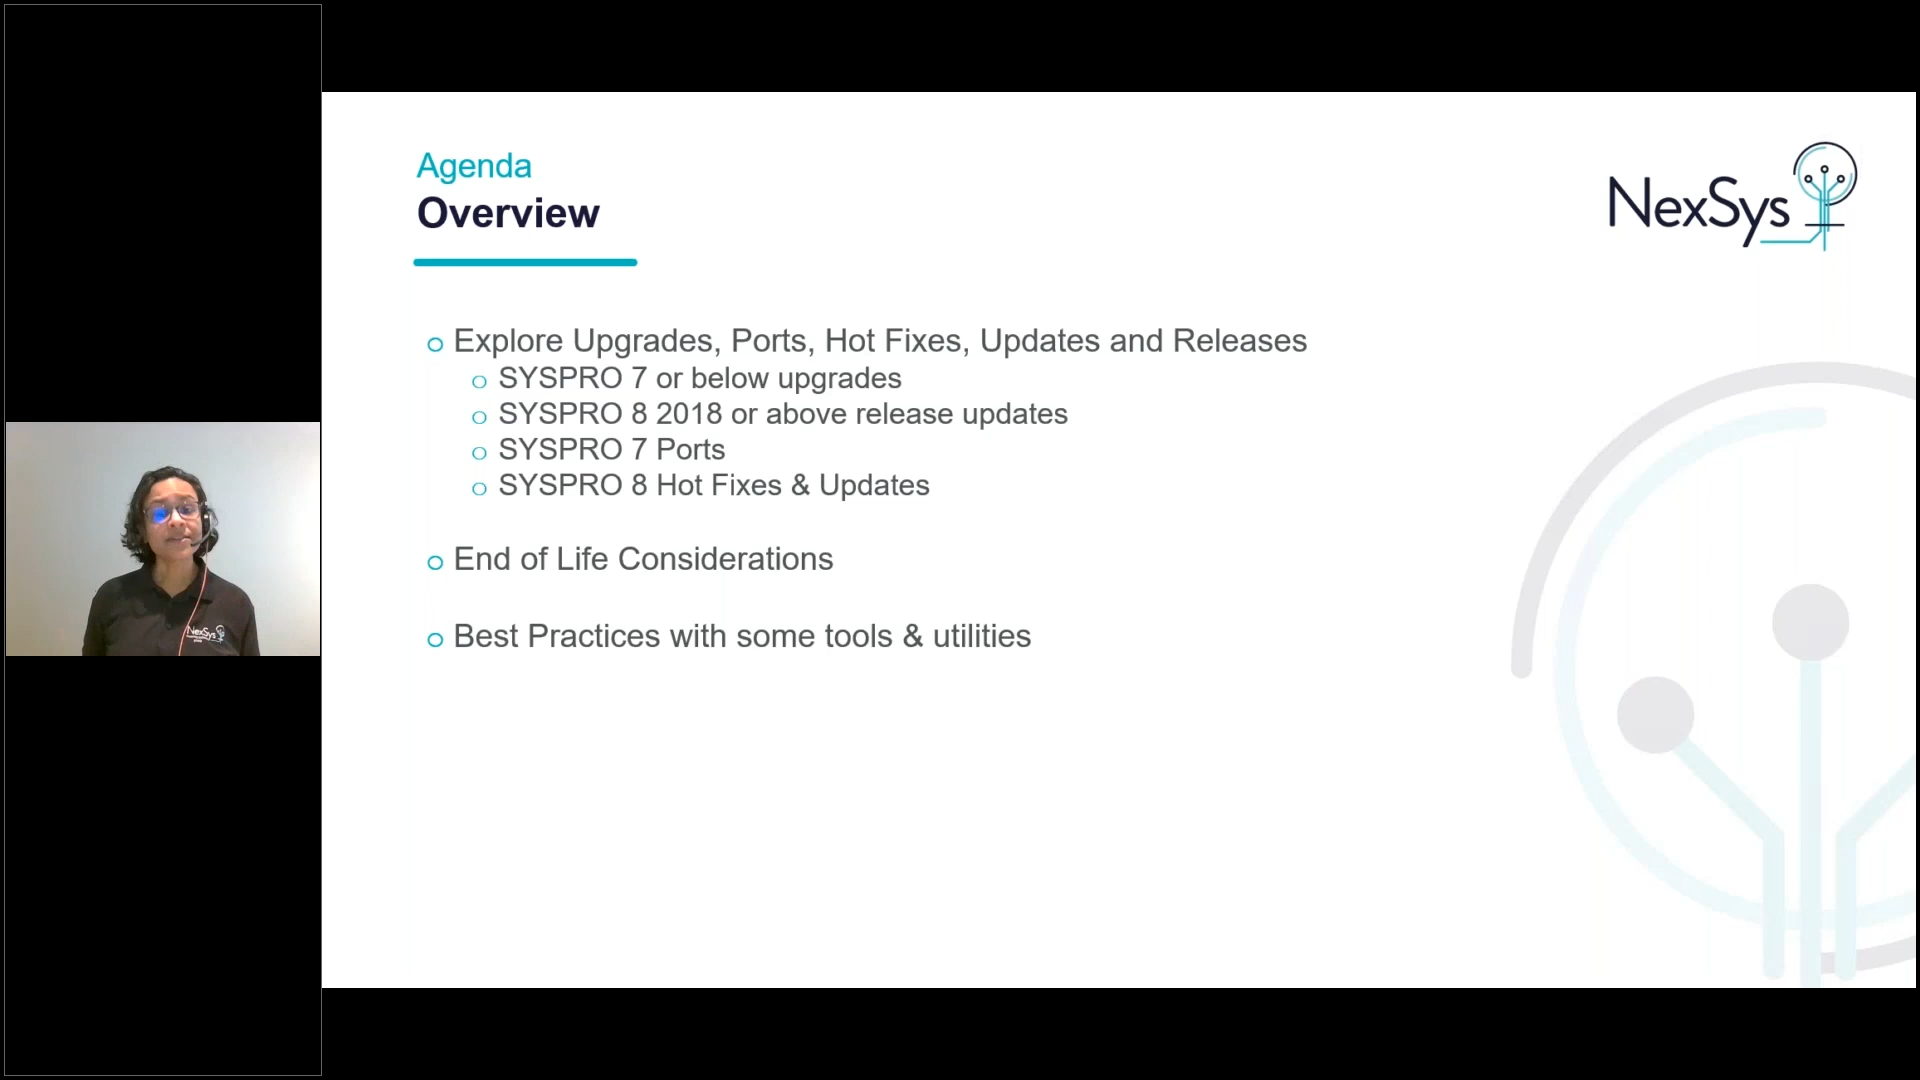 Agenda
Overview
NexSys
o Explore Upgrades, Ports, Hot Fixes, Updates and Releases
o SYSPRO 7 or below upgrades
o SYSPRO 8 2018 or above release updates
o SYSPRO 7 Ports
o SYSPRO 8 Hot Fixes & Updates
o End of Life Considerations
o Best Practices with some tools & utilities
NexSys